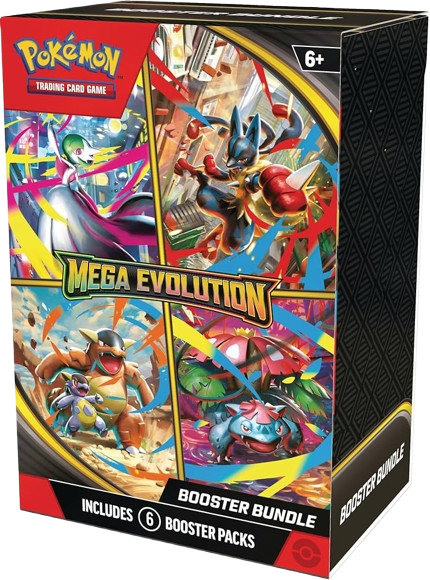 POKÉMON
TRADING CARD GAME
6+
MEGA EVOLUTION
BOOSTER BUNDLE
INCLUDES 6 BOOSTER PACKS
BOOSTER BUNDLE